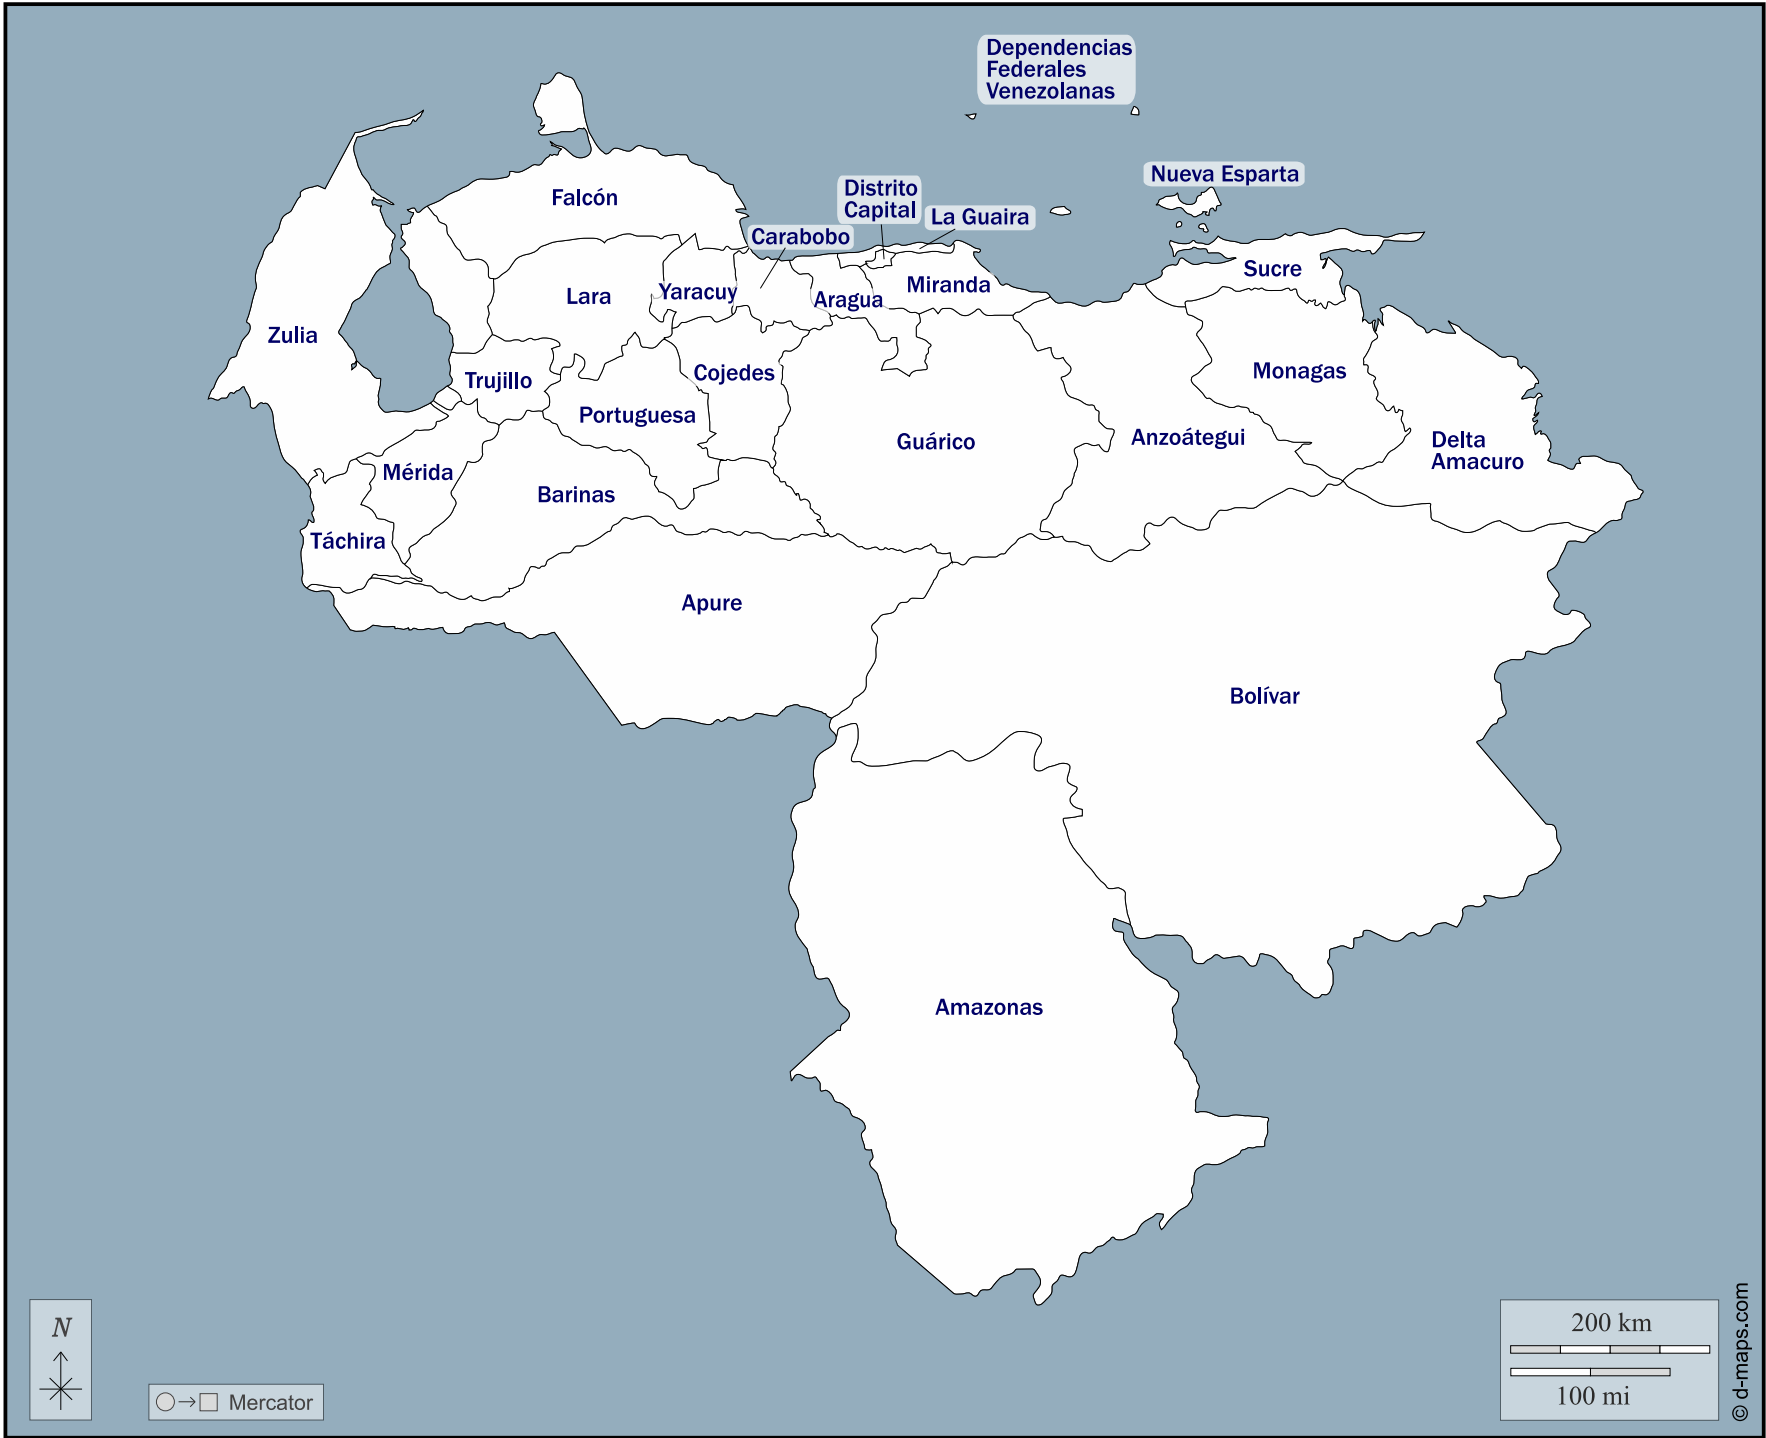 Dependencias
Federales
Venezolanas
Nueva Esparta
Distrito
Capital
La Guaira
Falcón
Carabobo
Sucre
Miranda
Lara
Yaracuy
Aragua
Zulia
Trujillo
Cojedes
Monagas
Portuguesa
Guárico
Anzoátegui
Delta
Amacuro
Mérida
Barinas
Táchira
Apure
Bolívar
Amazonas
N
Mercator
200 km
100 mi
© d-maps.com